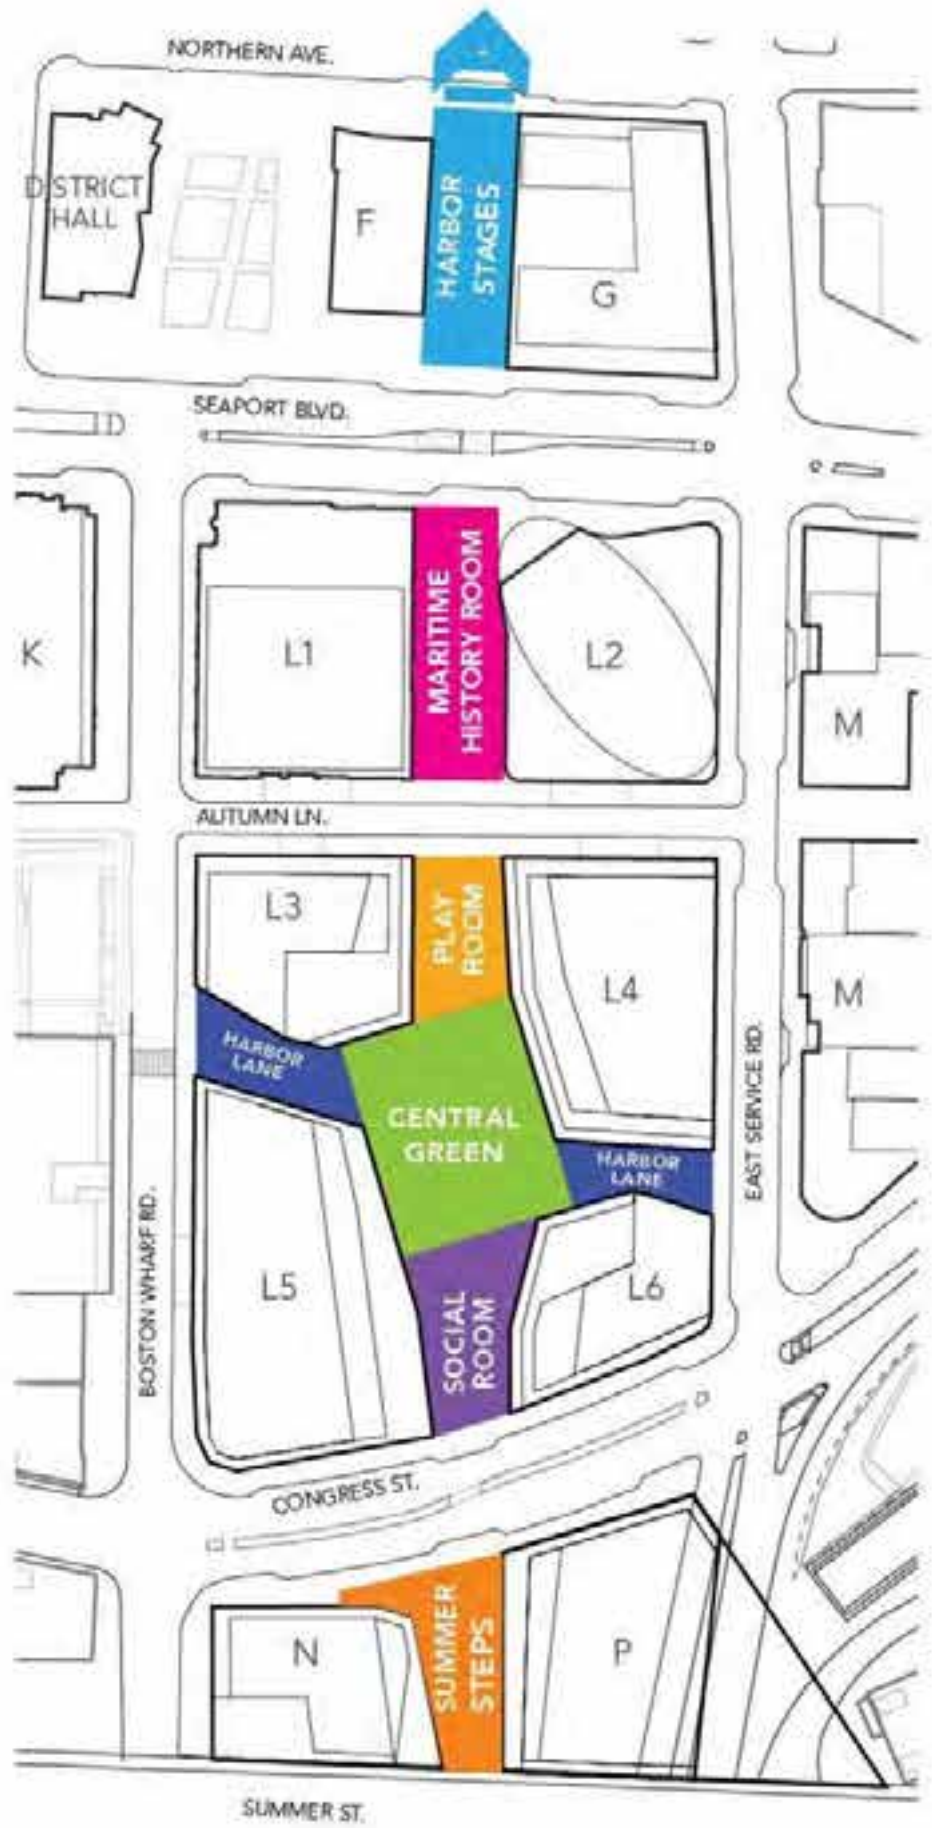 NORTHERN AVE.
DISTRICT
HALL
F
HARBOR
STAGES
G
SEAPORT BLVD.
K
L1
MARITIME
HISTORY ROOM
L2
M
AUTUMN LN.
L3
PLAY
ROOM
L4
M
HARBOR
LANE
CENTRAL
GREEN
HARBOR
LANE
EAST SERVICE RD.
BOSTON WHARF RD.
L5
SOCIAL
ROOM
L6
CONGRESS ST.
N
SUMMER
STEPS
P
SUMMER ST.